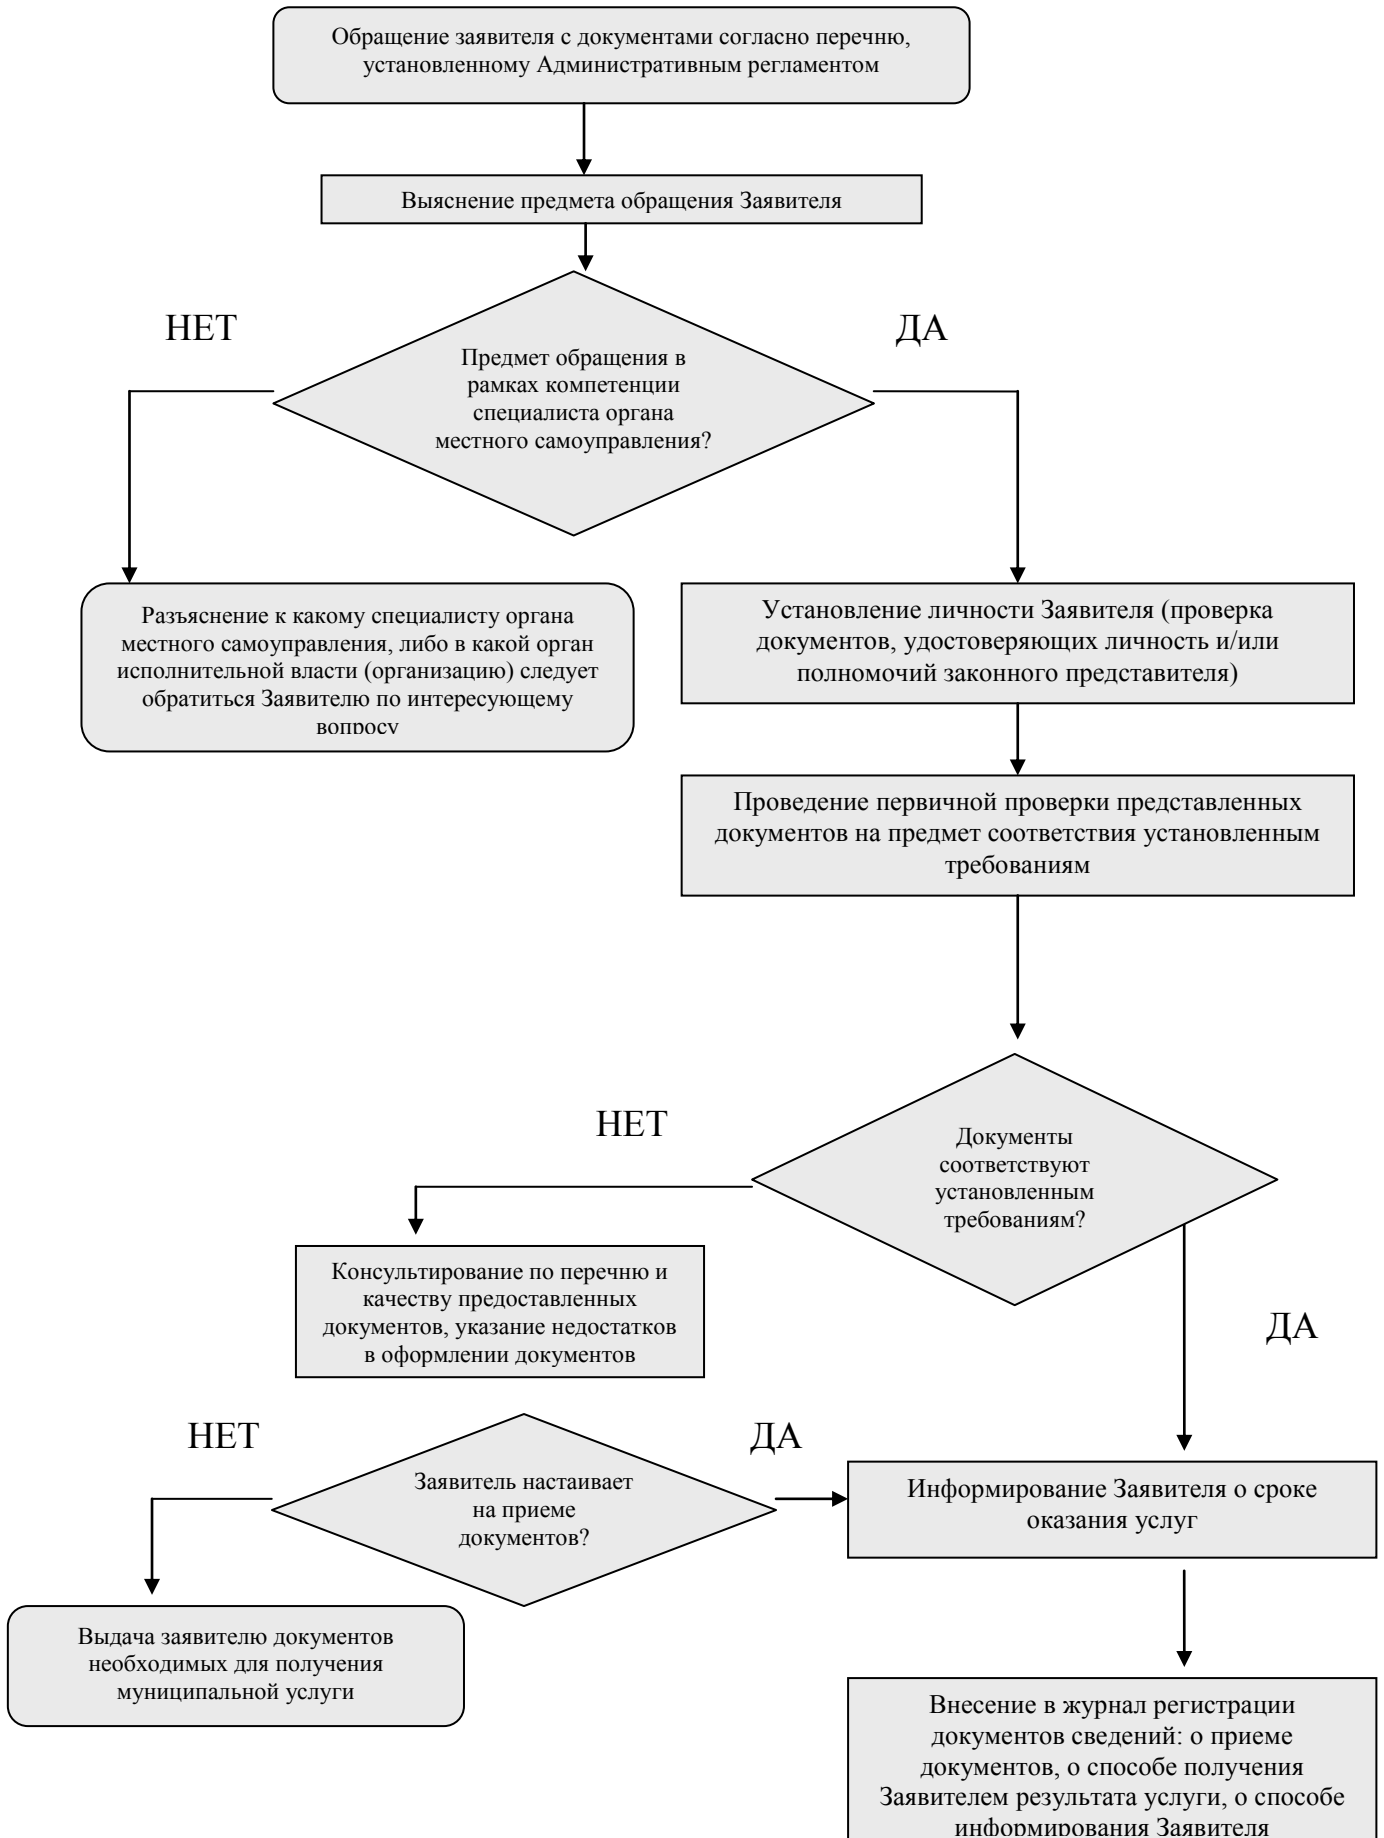 Обращение заявителя с документами согласно перечню,
установленному Административным регламентом
Выяснение предмета обращения Заявителя
НЕТ
ДА
Предмет обращения в
рамках компетенции
специалиста органа
местного самоуправления?
Разъяснение к какому специалисту органа
местного самоуправления, либо в какой орган
исполнительной власти (организацию) следует
обратиться Заявителю по интересующему
вопросу
Установление личности Заявителя (проверка
документов, удостоверяющих личность и/или
полномочий законного представителя)
Проведение первичной проверки представленных
документов на предмет соответствия установленным
требованиям
НЕТ
Документы
соответствуют
установленным
требованиям?
Консультирование по перечню и
качеству предоставленных
документов, указание недостатков
в оформлении документов
ДА
НЕТ
ДА
Заявитель настаивает
на приеме
документов?
Информирование Заявителя о сроке
оказания услуг
Выдача заявителю документов
необходимых для получения
муниципальной услуги
Внесение в журнал регистрации
документов сведений: о приеме
документов, о способе получения
Заявителем результата услуги, о способе
информирования Заявителя